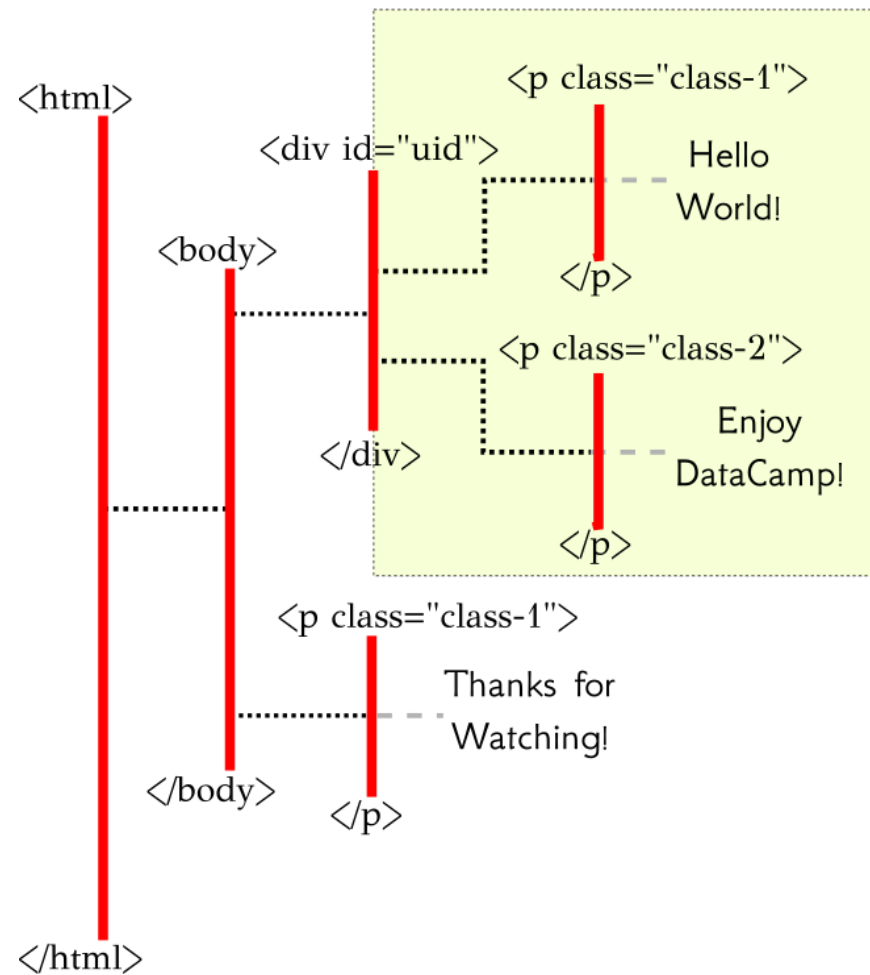 <html>
<body>
<div id="uid">
<p class="class-1">
Hello
World!
</p>
<p class="class-2">
Enjoy
DataCamp!
</p>
</div>
<p class="class-1">
Thanks for
Watching!
</p>
</body>
</html>